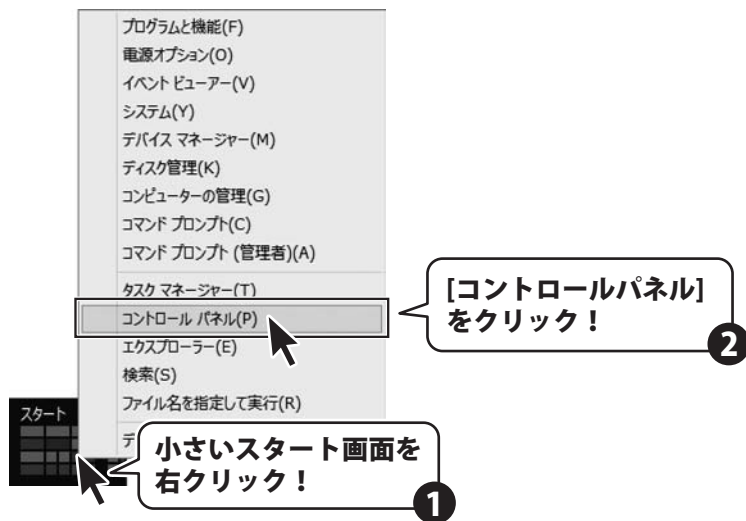 プログラムと機能(F)
電源オプション(O)
イベント ビューアー(V)
システム(Y)
デバイス マネージャー(M)
ディスク管理(K)
コンピューターの管理(G)
コマンド プロンプト(C)
コマンド プロンプト (管理者)(A)
タスク マネージャー(T)
コントロール パネル(P)
エクスプローラー(E)
検索(S)
ファイル名を指定して実行(R)
デ
[コントロールパネル]
をクリック！
2
スタート
小さいスタート画面を
右クリック！
1